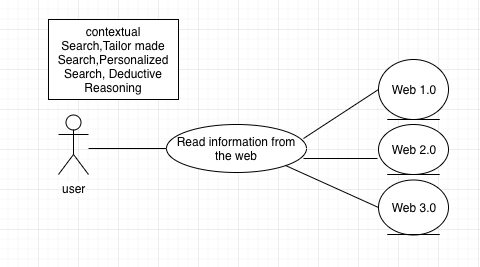 contextual
Search,Tailor made
Search,Personalized
Search, Deductive
Reasoning
user
Read information from
the web
Web 1.0
Web 2.0
Web 3.0